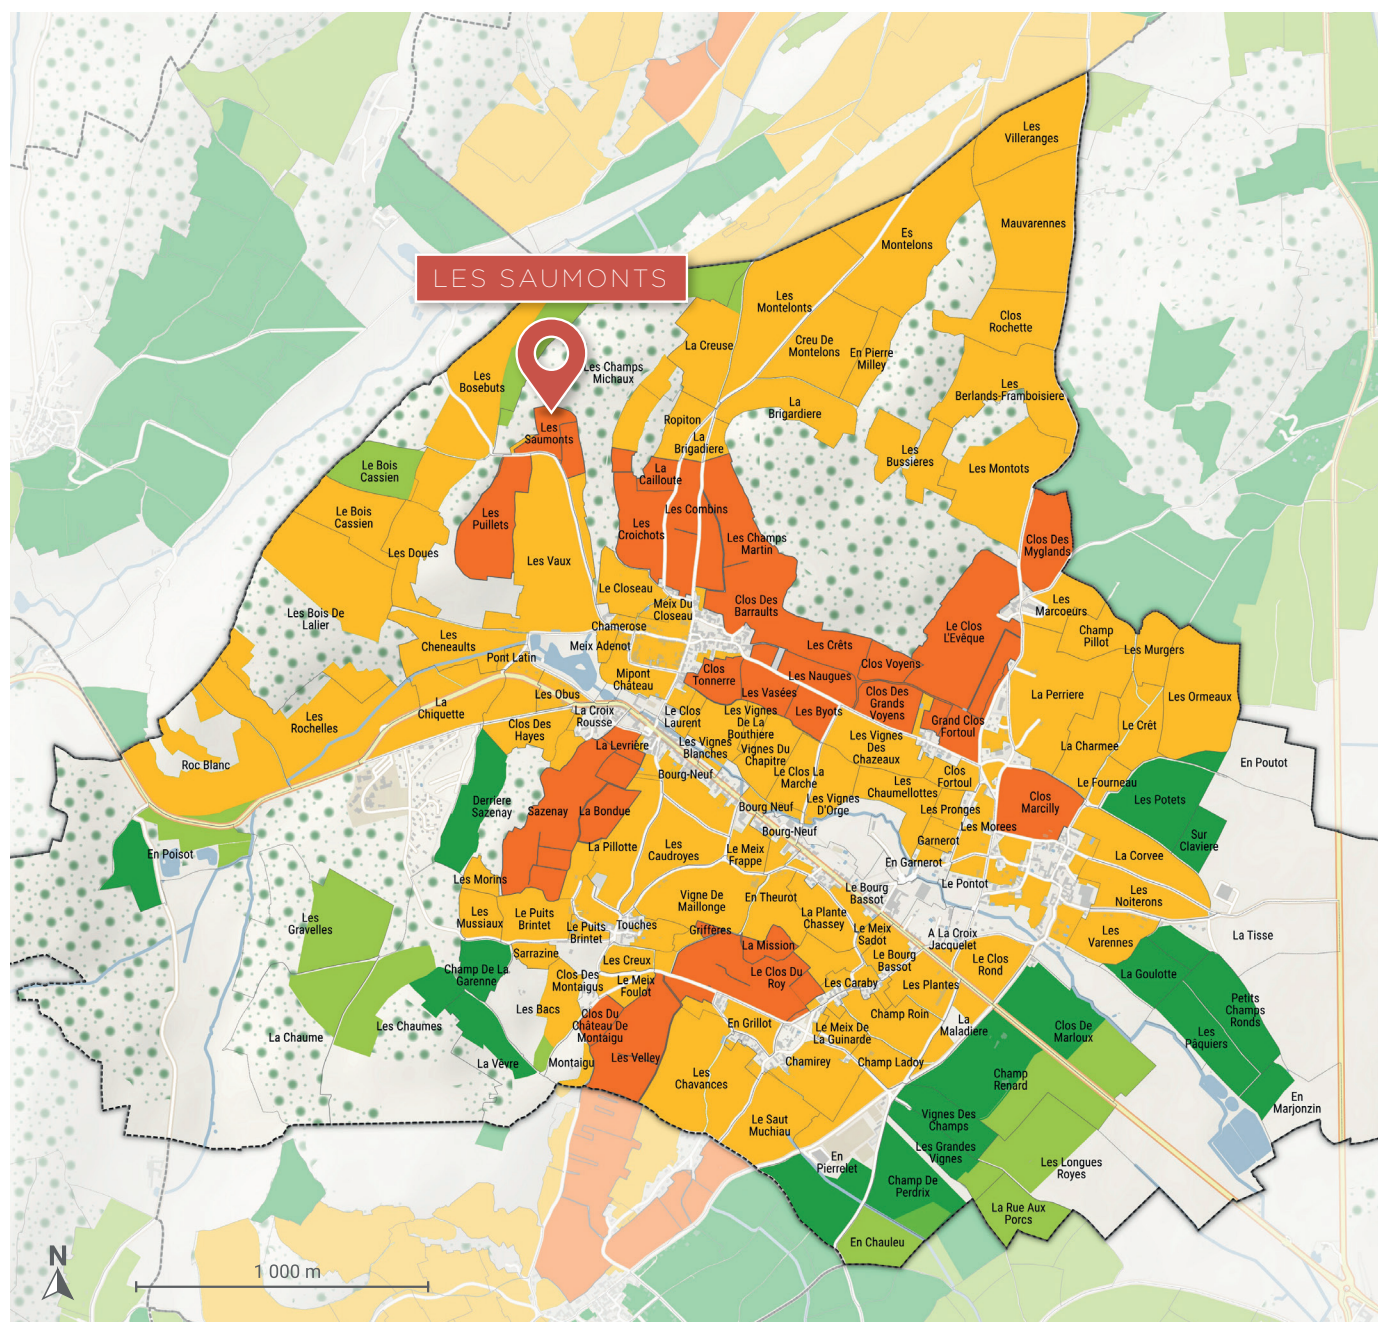 Les
Villeranges
Mauvarennes
Es
Montelons
LES SAUMONTS
Les
Montelonts
Clos
Rochette
La Creuse
Creu De
Montelons
En Pierre
Milley
Les Champs
Michaux
Les
Bosebuts
Les
Berlands-Framboisiere
La
Brigardiere
Ropiton
Les
Saumonts
La
Brigadiere
Les
Bussieres
Les Montots
Le Bois
Cassien
La
Cailloute
Les Combins
Le Bois
Cassien
Les
Puillets
Les
Croichots
Les Champs
Martin
Clos Des
Myglands
Les Doues
Les Vaux
Le Closeau
Meix Du
Closeau
Clos Des
Barraults
Les
Marcoeurs
Les Bois De
Lalier
Chamerose
Le Clos
L'Evêque
Champ
Pillot
Les
Cheneaults
Meix Adenot
Les Crêts
Les Murgers
Pont Latin
Clos Voyens
Mipont
Château
Clos
Tonnerre
Les Naugues
Les Vasées
Clos Des
Grands
Voyens
La Perriere
Les Ormeaux
Les Obus
La
Chiquette
La Croix
Rousse
Le Clos
Laurent
Les Vignes
De La
Bouthiere
Les Byots
Grand Clos
Fortoul
Le Crêt
Les
Rochelles
Clos Des
Hayes
La Levrière
Les Vignes
Blanches
Vignes Du
Chapitre
Les Vignes
Des
Chazeaux
La Charmee
Roc Blanc
Bourg-Neuf
Le Clos La
Marche
Les
Chaumellottes
Clos
Fortoul
Le Fourneau
En Poutot
Derriere
Sazenay
Sazenay
La Bondue
Bourg Neuf
Les Vignes
D'Orge
Les Pronges
Clos
Marcilly
Les Potets
Bourg-Neuf
Garnerot
Les Morees
Sur
Claviere
En Poisot
La Pillotte
Les
Caudroyes
Le Meix
Frappe
En Garnerot
La Corvee
Les Morins
Le Bourg
Bassot
Le Pontot
Vigne De
Maillonge
En Theurot
Les
Noiterons
Les
Gravelles
Les
Mussiaux
Le Puits
Brintet
Le Puits
Brintet
Touches
La Plante
Chassey
Griffères
Le Meix
Sadot
A La Croix
Jacquelet
Les
Varennes
La Tisse
La Mission
Sarrazine
Les Creux
Le Bourg
Bassot
Le Clos
Rond
Champ De La
Garenne
Clos Des
Montaigus
Le Meix
Foulot
Le Clos Du
Roy
Les Caraby
Les Plantes
La Goulotte
Les Bacs
Clos Du
Château De
Montaigu
Champ Roin
Petits
Champs
Ronds
Les Chaumes
En Grillot
Le Meix De
La Guinarde
La
Maladiere
Clos De
Marloux
Les
Pâquiers
La Chaume
La Vèvre
Montaigu
Les Velley
Chamirey
Champ Ladoy
Les
Chavances
Champ
Renard
En
Marjonzin
Le Saut
Muchiau
Vignes Des
Champs
Les Grandes
Vignes
En
Pierrelet
Les Longues
Royes
Champ De
Perdrix
La Rue Aux
Porcs
En Chauleu
N
1 000 m